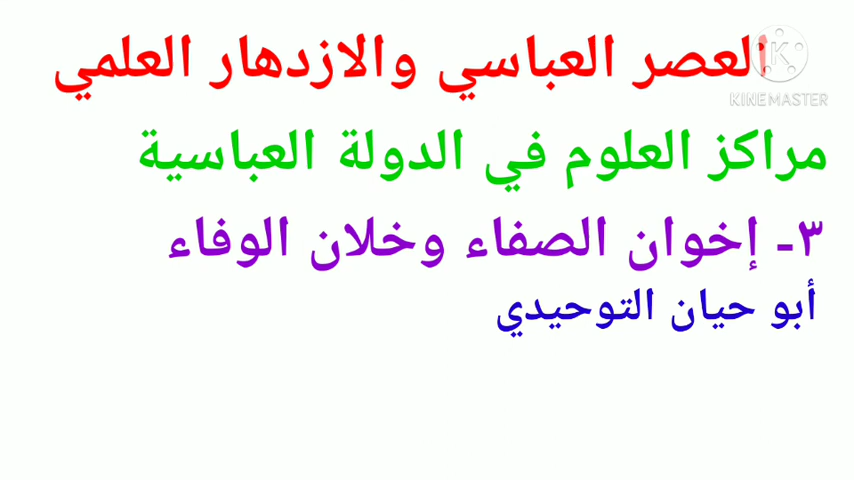 العصر العباسي والازدهار العلمي
KINEMASTER
مراكز العلوم في الدولة العباسية
٣- إخوان الصفاء وخلان الوفاء
أبو حيان التوحيدي